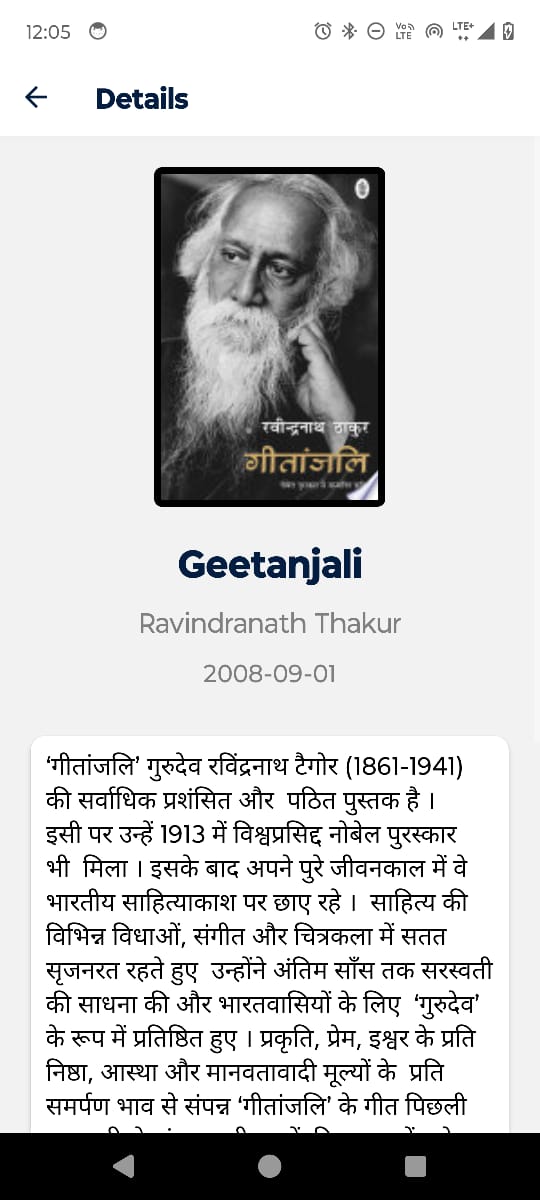 12:05
Vo))
LTE
LTE+
Details
रवीन्द्रनाथ ठाकुर
गीतांजलि
Geetanjali
Ravindranath Thakur
2008-09-01
‘गीतांजलि’ गुरुदेव रविंद्रनाथ टैगोर (1861-1941)
की सर्वाधिक प्रशंसित और पठित पुस्तक है ।
इसी पर उन्हें 1913 में विश्वप्रसिद्द नोबेल पुरस्कार
भी मिला । इसके बाद अपने पुरे जीवनकाल में वे
भारतीय साहित्याकाश पर छाए रहे । साहित्य की
विभिन्न विधाओं, संगीत और चित्रकला में सतत
सृजनरत रहते हुए उन्होंने अंतिम साँस तक सरस्वती
की साधना की और भारतवासियों के लिए ‘गुरुदेव’
के रूप में प्रतिष्ठित हुए । प्रकृति, प्रेम, इश्वर के प्रति
निष्ठा, आस्था और मानवतावादी मूल्यों के प्रति
समर्पण भाव से संपन्न ‘गीतांजलि’ के गीत पिछली